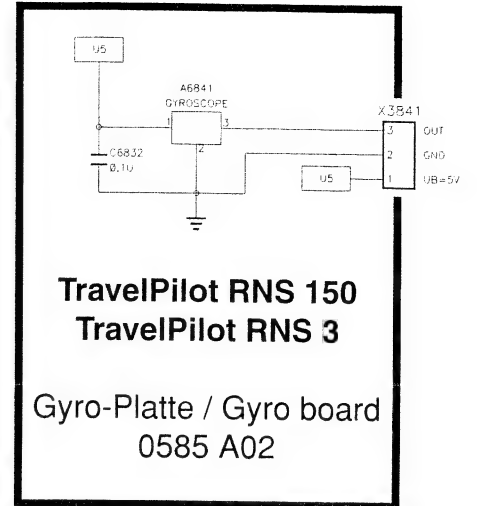 U5
A6841
GYROSCOPE
X3841
1
3
3
OUT
C6832
0.1U
2
2
GND
U5
1
UB=5V
TravelPilot RNS 150
TravelPilot RNS 3
Gyro-Platte / Gyro board
0585 A02